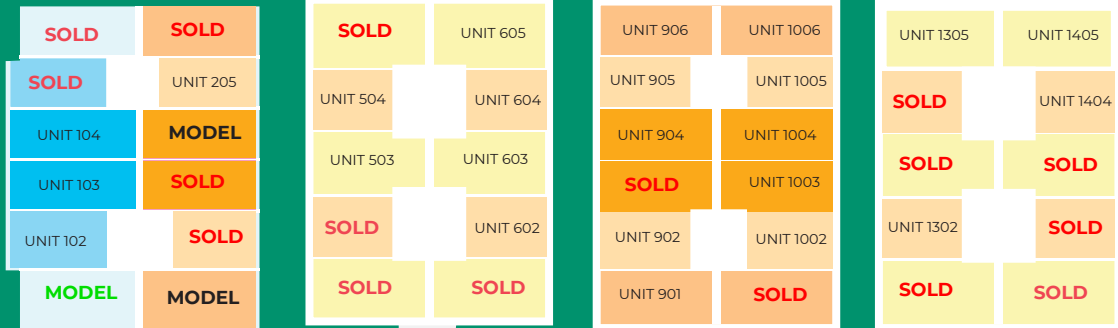 SOLD
SOLD
SOLD
UNIT 205
UNIT 104
MODEL
UNIT 103
SOLD
UNIT 102
SOLD
MODEL
MODEL
SOLD
UNIT 605
UNIT 504
UNIT 604
UNIT 503
UNIT 603
SOLD
UNIT 602
SOLD
SOLD
UNIT 906
UNIT 1006
UNIT 905
UNIT 1005
UNIT 904
UNIT 1004
SOLD
UNIT 1003
UNIT 902
UNIT 1002
UNIT 901
SOLD
UNIT 1305
UNIT 1405
SOLD
UNIT 1404
SOLD
SOLD
UNIT 1302
SOLD
SOLD
SOLD